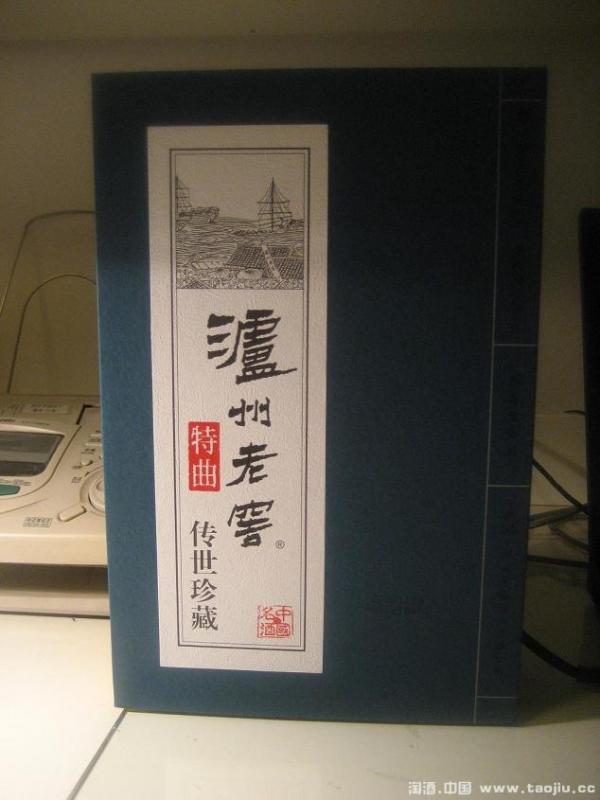 瀘州老窖
®
特曲
传世珍藏
中國
名酒
淘酒.中国 www.taojiu.cc